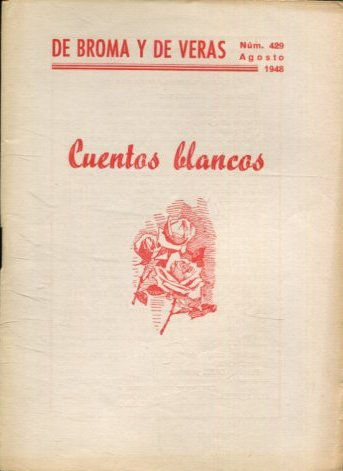 DE BROMA Y DE VERAS
Núm. 429
Agosto
1948
Cuentos blancos